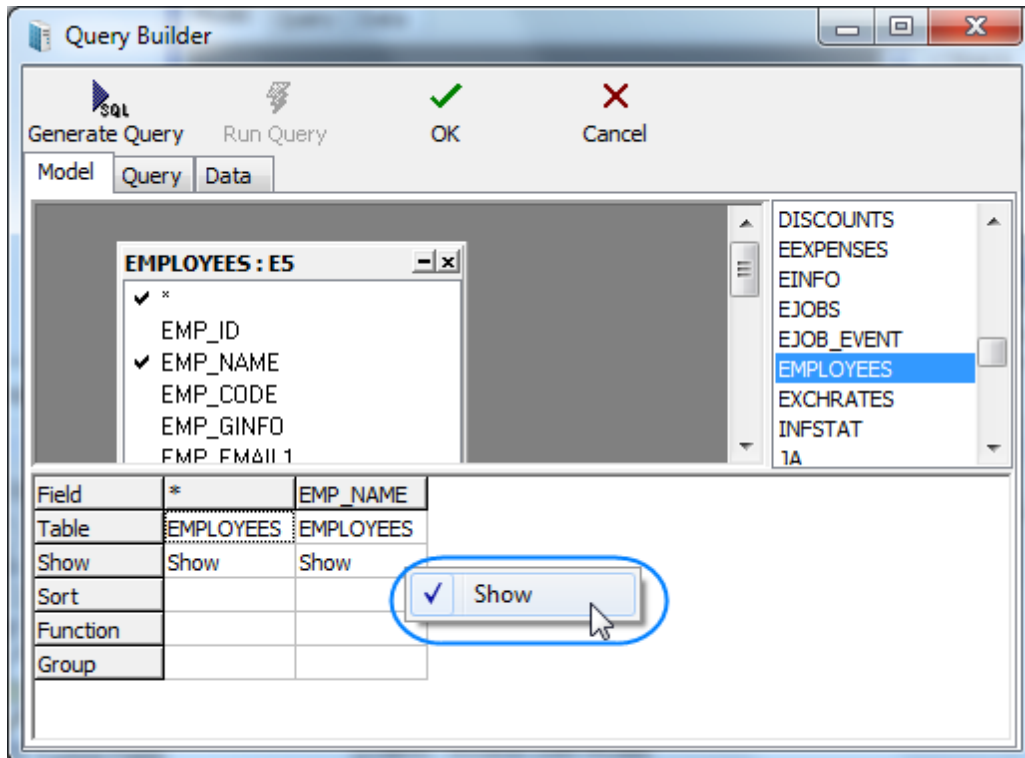 Query Builder
SQL
Generate Query Run Query OK Cancel
Model Query Data
EMPLOYEES : E5
*
EMP_ID
EMP_NAME
EMP_CODE
EMP_GINFO
EMP_EMAIL1
DISCOUNTS
EEXPENSES
EINFO
EJOBS
EJOB_EVENT
EMPLOYEES
EXCHRATES
INFSTAT
JA
Field * EMP_NAME
Table EMPLOYEES EMPLOYEES
Show Show Show
Sort
Function
Group
Show